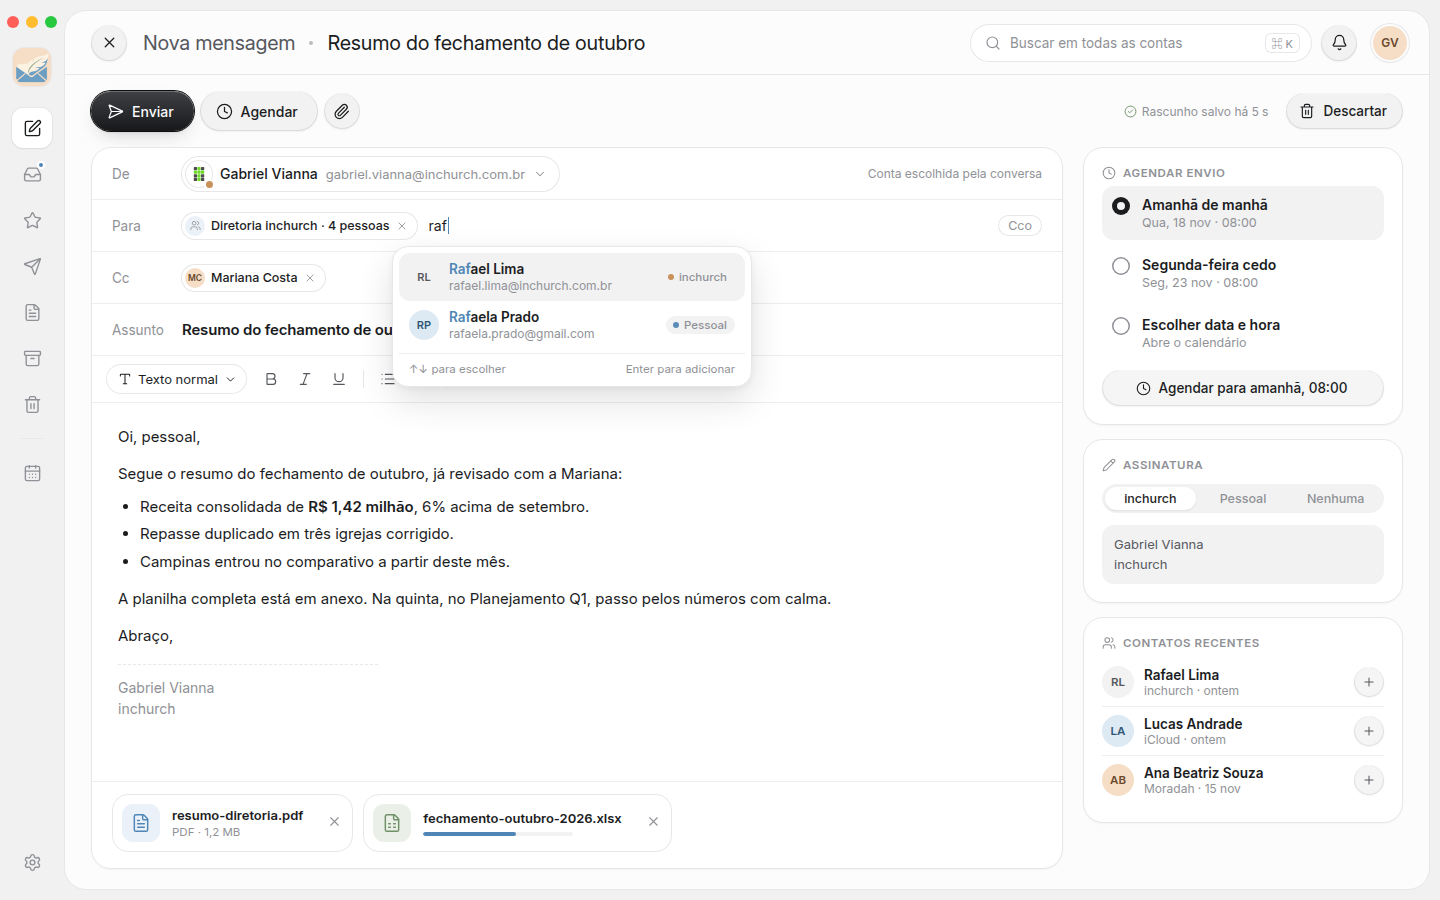 Nova mensagem · Resumo do fechamento de outubro
Buscar em todas as contas ⌘ K
GV
Enviar
Agendar
Rascunho salvo há 5 s
Descartar
De
Gabriel Vianna gabriel.vianna@inchurch.com.br
Conta escolhida pela conversa
Para
Diretoria inchurch · 4 pessoas
raf
Cco
Cc
MC Mariana Costa
Assunto
Resumo do fechamento de ou
RL
Rafael Lima
rafael.lima@inchurch.com.br
inchurch
RP
Rafaela Prado
rafaela.prado@gmail.com
Pessoal
↑↓ para escolher
Enter para adicionar
Texto normal
B I U
Oi, pessoal,
Segue o resumo do fechamento de outubro, já revisado com a Mariana:
• Receita consolidada de R$ 1,42 milhão, 6% acima de setembro.
• Repasse duplicado em três igrejas corrigido.
• Campinas entrou no comparativo a partir deste mês.
A planilha completa está em anexo. Na quinta, no Planejamento Q1, passo pelos números com calma.
Abraço,
Gabriel Vianna
inchurch
resumo-diretoria.pdf
PDF · 1,2 MB
fechamento-outubro-2026.xlsx
AGENDAR ENVIO
Amanhã de manhã
Qua, 18 nov · 08:00
Segunda-feira cedo
Seg, 23 nov · 08:00
Escolher data e hora
Abre o calendário
Agendar para amanhã, 08:00
ASSINATURA
inchurch
Pessoal
Nenhuma
Gabriel Vianna
inchurch
CONTATOS RECENTES
RL
Rafael Lima
inchurch · ontem
LA
Lucas Andrade
iCloud · ontem
AB
Ana Beatriz Souza
Moradah · 15 nov